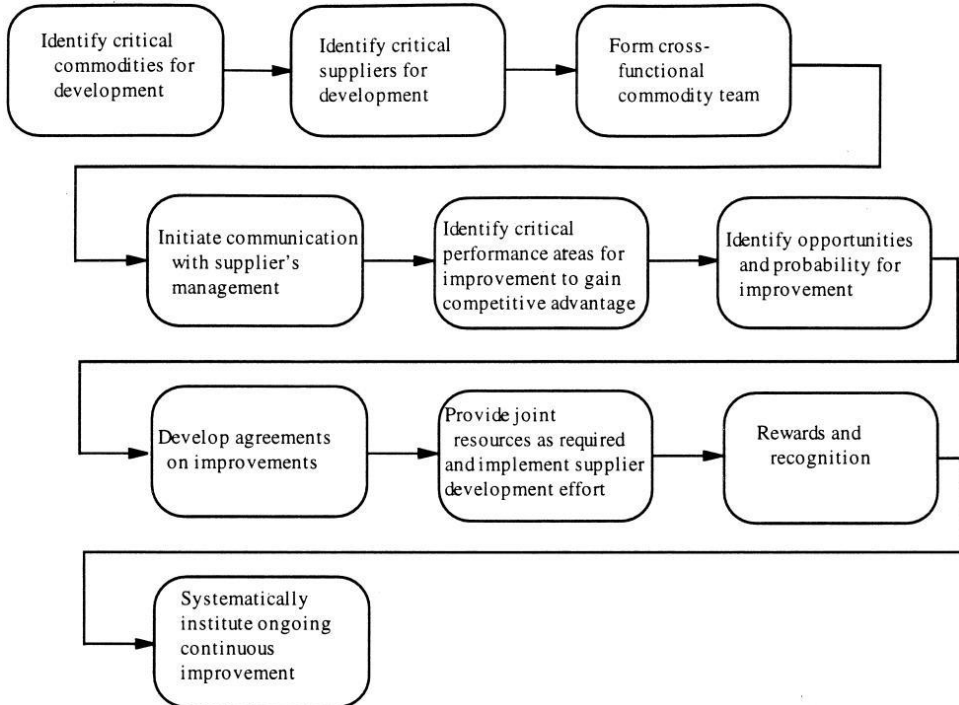 Identify critical
commodities for
development
Identify critical
suppliers for
development
Form cross-
functional
commodity team
Initiate communication
with supplier's
management
Identify critical
performance areas for
improvement to gain
competitive advantage
Identify opportunities
and probability for
improvement
Develop agreements
on improvements
Provide joint
resources as required
and implement supplier
development effort
Rewards and
recognition
Systematically
institute ongoing
continuous
improvement